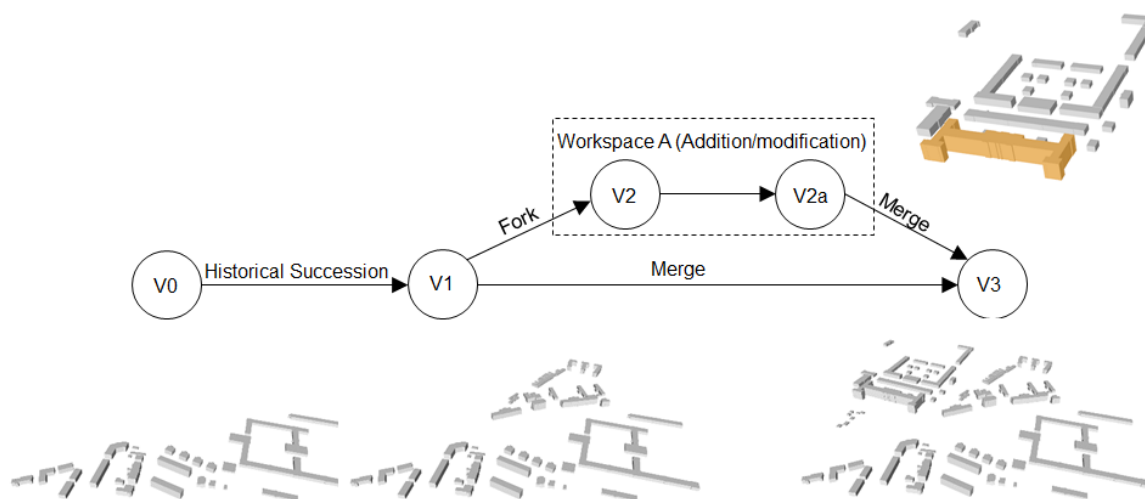 Workspace A (Addition/modification)
V2
V2a
Fork
Merge
Historical Succession
Merge
V0
V1
V3